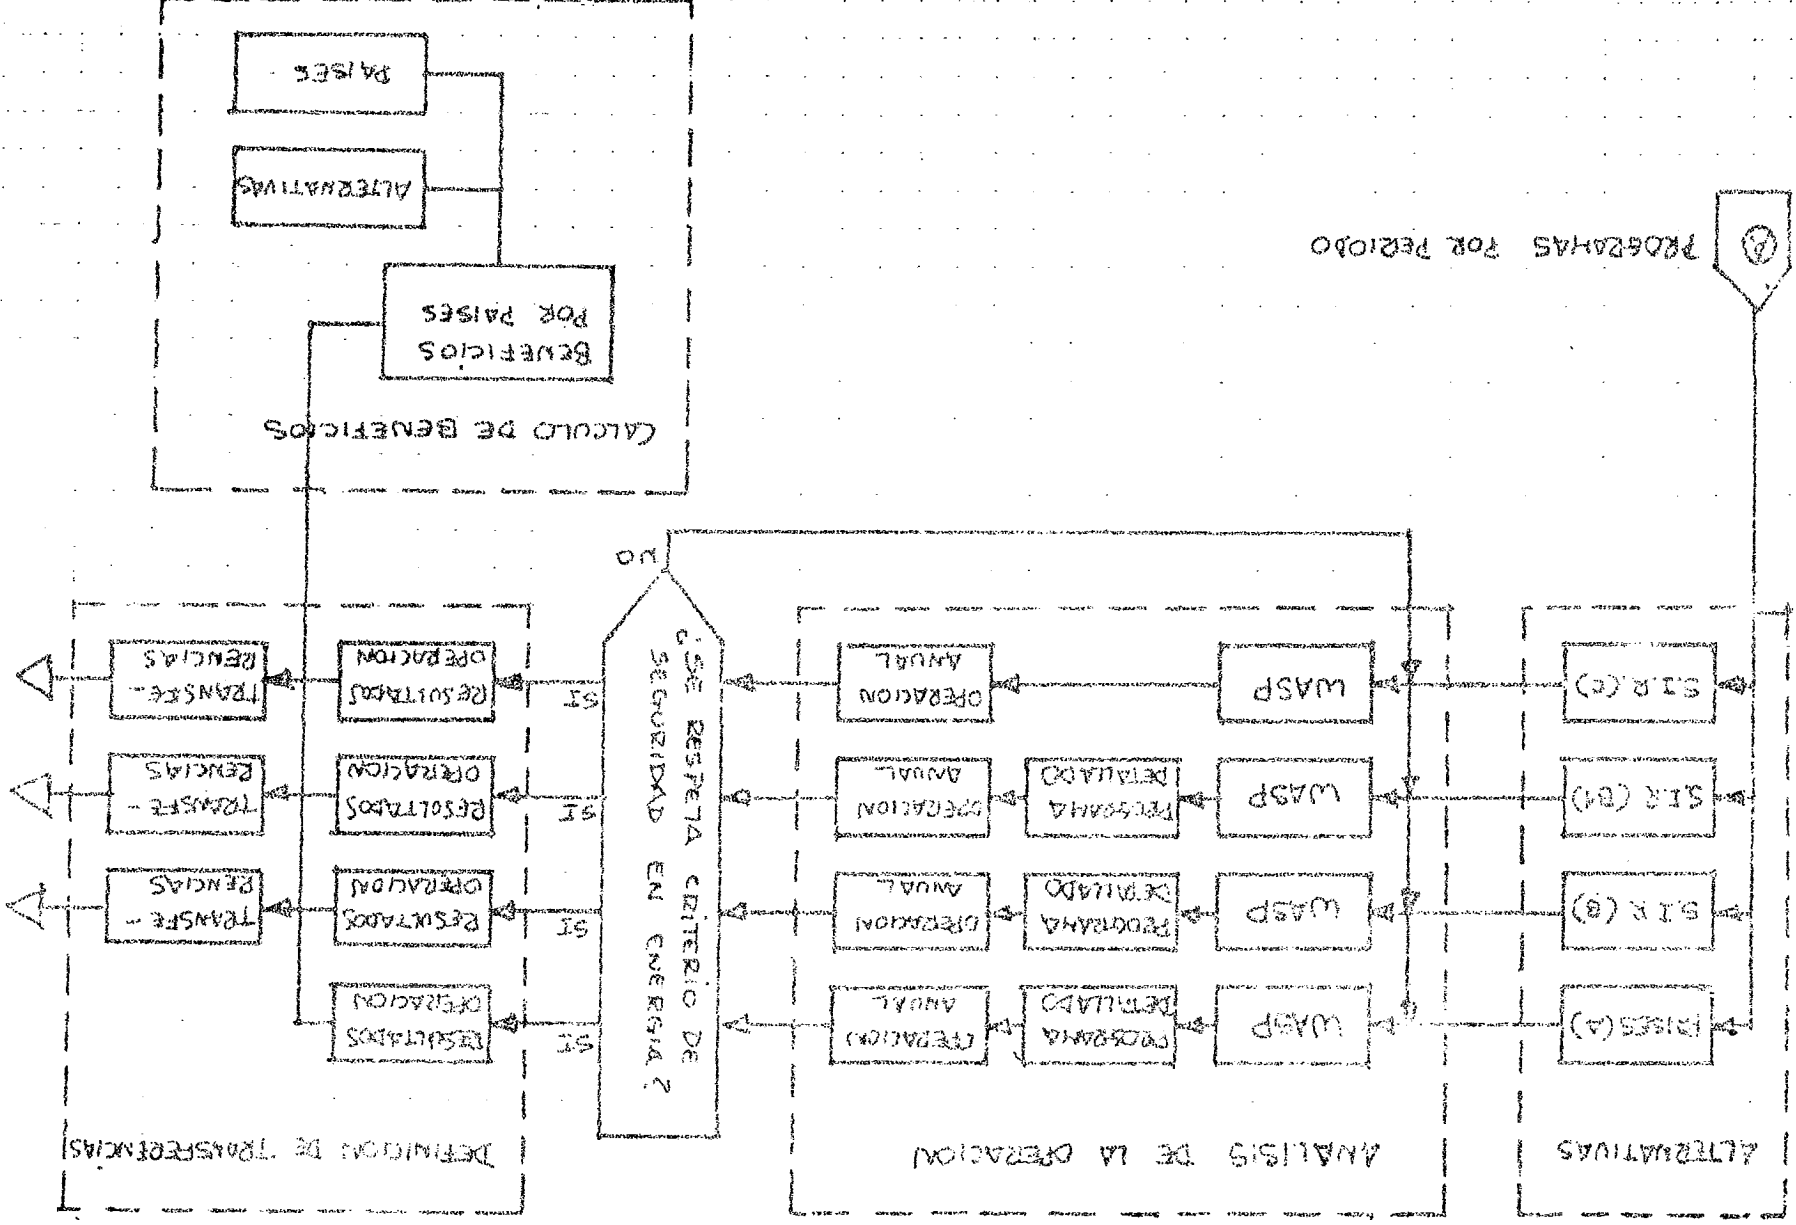 ALTERNATIVAS
ANALISIS DE LA OPERACION
DEFINICION DE TRANSFERENCIAS
PAISES (A)
WASP
PROGRAMA
DETALLADO
OPERACION
ANUAL
SI
RESULTADOS
OPERACION
S.I.R (B)
WASP
PROGRAMA
DETALLADO
OPERACION
ANUAL
SI
RESULTADOS
OPERACION
TRANSFE-
RENCIAS
S.I.R (B1)
WASP
PROGRAMA
DETALLADO
OPERACION
ANUAL
SI
RESULTADOS
OPERACION
TRANSFE-
RENCIAS
S.I.R. (C)
WASP
OPERACION
ANUAL
SI
RESULTADOS
OPERACION
TRANSFE-
RENCIAS
¿SE RESPETA CRITERIO DE
SEGURIDAD EN ENERGIA?
NO
PROGRAMAS POR PERIODO
CALCULO DE BENEFICIOS
BENEFICIOS
POR PAISES
ALTERNATIVAS
PAISES